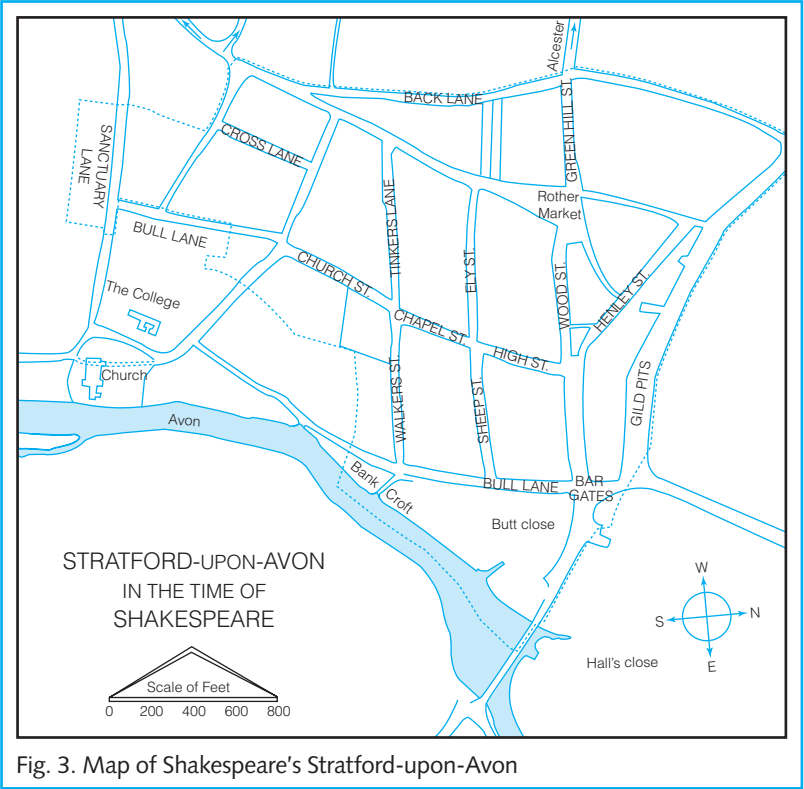 Alcester
BACK LANE
GREEN HILL ST.
CROSS LANE
SANCTUARY
LANE
TINKERS LANE
Rother
Market
BULL LANE
ELY ST.
CHURCH ST.
WOOD ST.
HENLEY ST.
The College
CHAPEL ST.
HIGH ST.
Church
WALKERS ST.
SHEEP ST.
GILD PITS
Avon
Bank
Croft
BULL LANE
BAR
GATES
Butt close
STRATFORD-UPON-AVON
IN THE TIME OF
SHAKESPEARE
W
S
N
E
Hall's close
Scale of Feet
0 200 400 600 800
Fig. 3. Map of Shakespeare's Stratford-upon-Avon